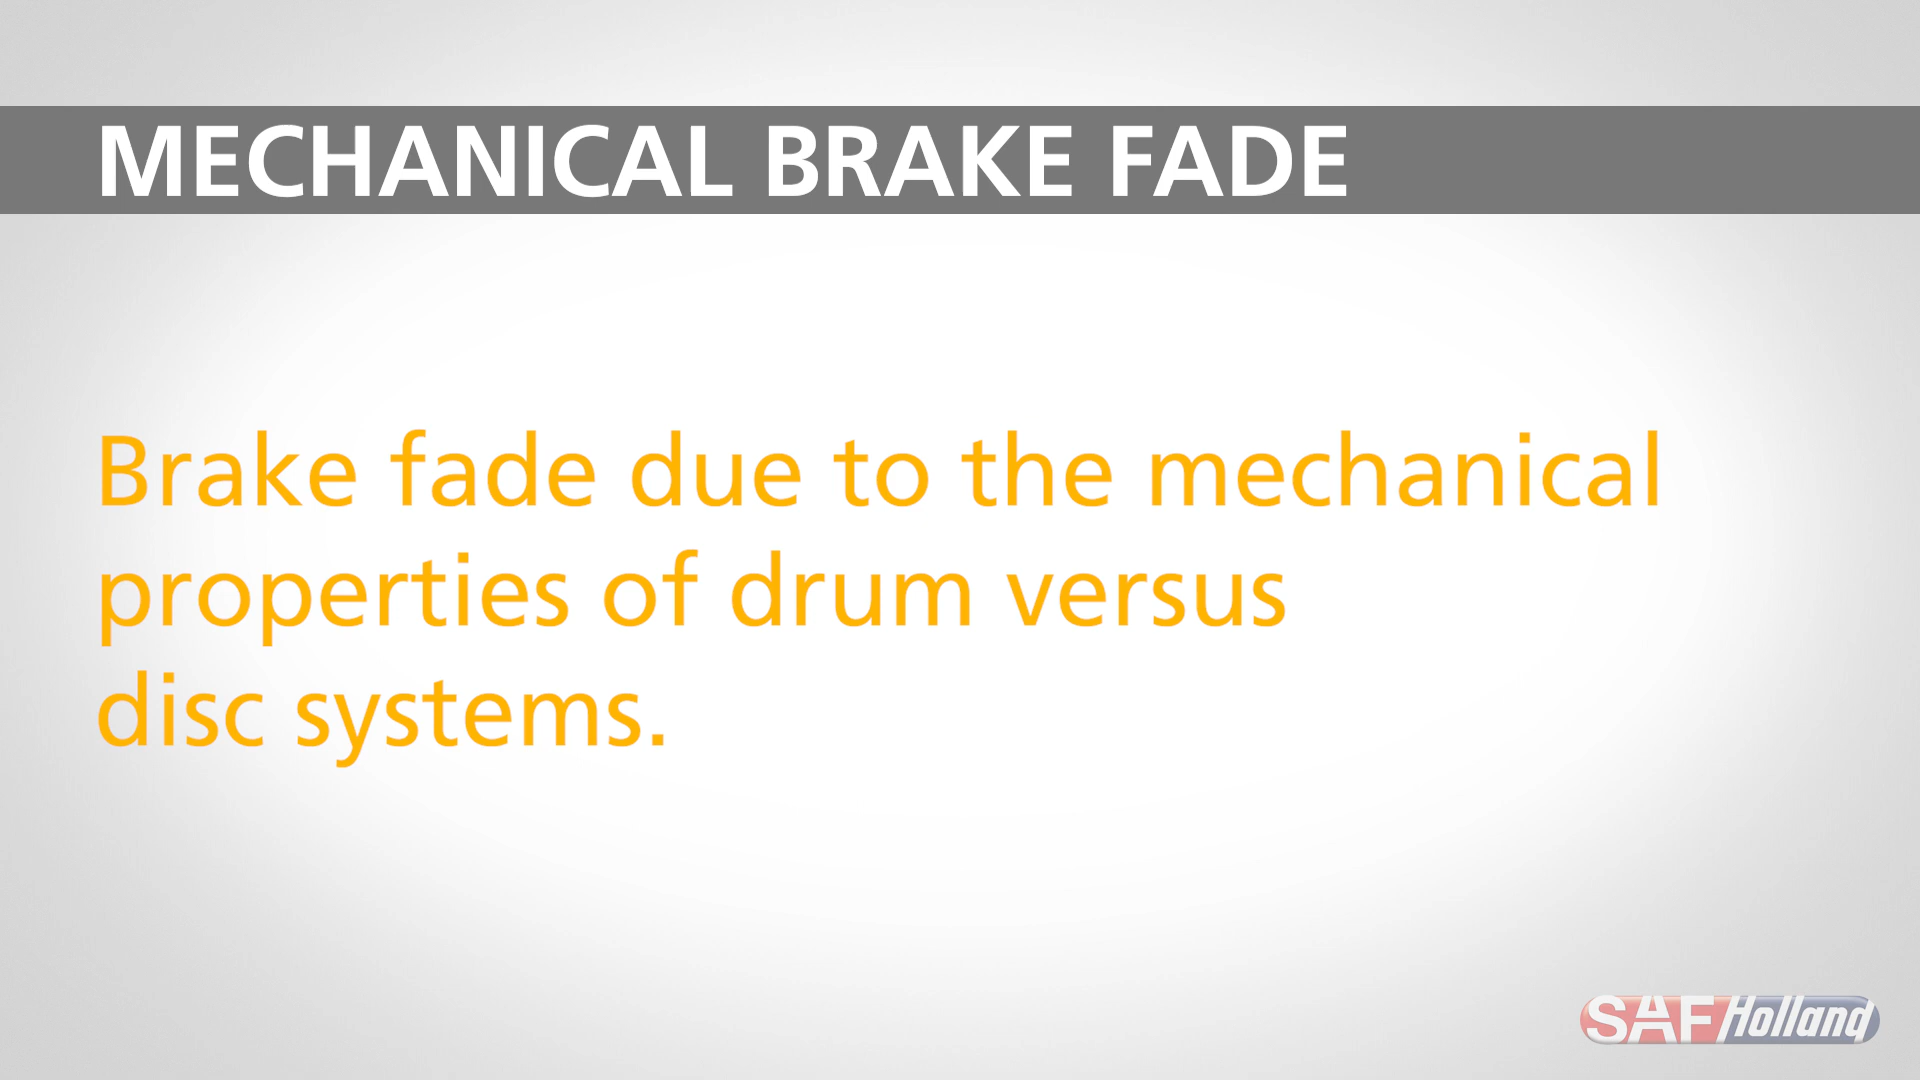 MECHANICAL BRAKE FADE
Brake fade due to the mechanical
properties of drum versus
disc systems.
SAF Holland